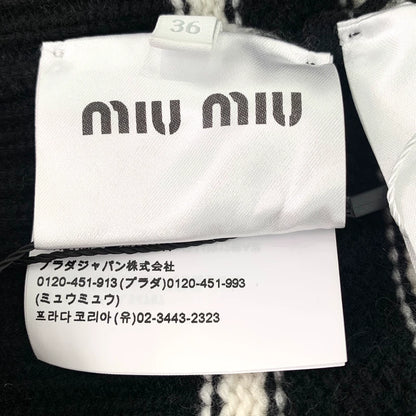 36
miu miu
プラダジャパン株式会社
0120-451-913(プラダ)0120-451-993
(ミュウミュウ)
프라다코리아(유)02-3443-2323